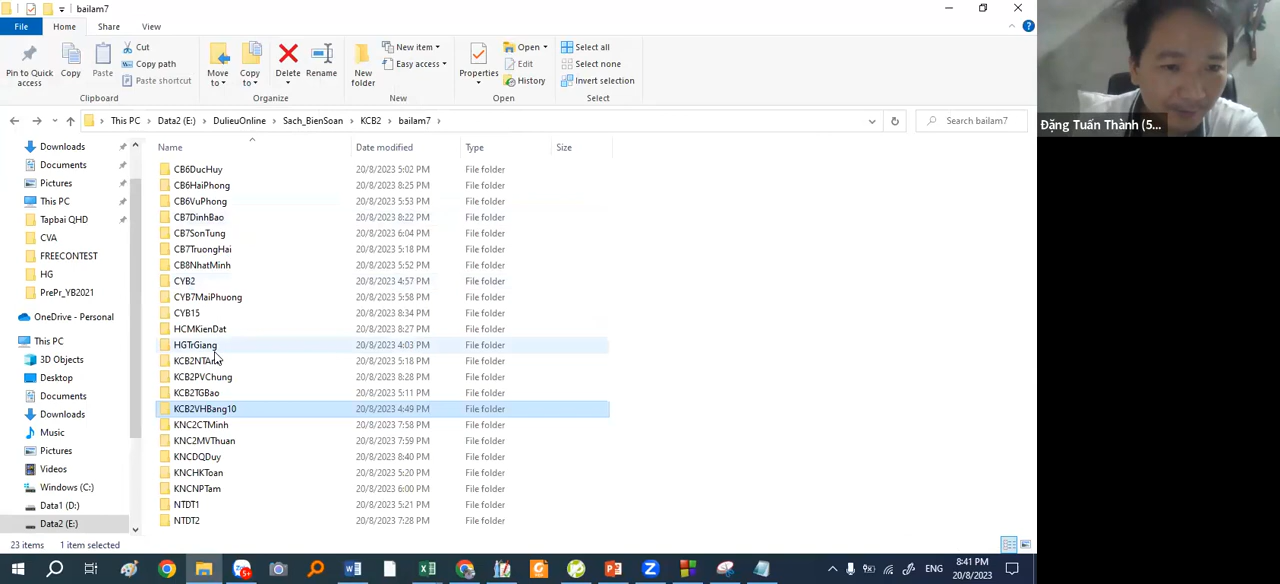 bailam7
File Home Share View
Pin to Quick access
Copy
Paste
Cut
Copy path
Paste shortcut
Clipboard
Move to
Copy to
Delete
Rename
Organize
New folder
New item
Easy access
New
Properties
Open
Edit
History
Open
Select all
Select none
Invert selection
Select
This PC > Data2 (E:) > DulieuOnline > Sach_BienSoan > KCB2 > bailam7 >
Search bailam7
Downloads
Documents
Pictures
This PC
Tapbai QHD
CVA
FREECONTEST
HG
PrePr_YB2021
OneDrive - Personal
This PC
3D Objects
Desktop
Documents
Downloads
Music
Pictures
Videos
Windows (C:)
Data1 (D:)
Data2 (E:)
Name Date modified Type Size
CB6DucHuy 20/8/2023 5:02 PM File folder
CB6HaiPhong 20/8/2023 8:25 PM File folder
CB6VuPhong 20/8/2023 5:53 PM File folder
CB7DinhBao 20/8/2023 8:22 PM File folder
CB7SonTung 20/8/2023 6:04 PM File folder
CB7TruongHai 20/8/2023 5:18 PM File folder
CB8NhatMinh 20/8/2023 5:52 PM File folder
CYB2 20/8/2023 4:57 PM File folder
CYB7MaiPhuong 20/8/2023 5:58 PM File folder
CYB15 20/8/2023 8:34 PM File folder
HCMKienDat 20/8/2023 8:27 PM File folder
HGTrGiang 20/8/2023 4:03 PM File folder
20/8/2023 5:18 PM File folder
KCB2PVChung 20/8/2023 8:28 PM File folder
KCB2TGBao 20/8/2023 5:11 PM File folder
KCB2VHBang10 20/8/2023 4:49 PM File folder
KNC2CTMinh 20/8/2023 7:58 PM File folder
KNC2MVThuan 20/8/2023 7:59 PM File folder
KNCDQDuy 20/8/2023 8:40 PM File folder
KNCHKToan 20/8/2023 5:20 PM File folder
KNCNPTam 20/8/2023 6:00 PM File folder
NTDT1 20/8/2023 5:21 PM File folder
NTDT2 20/8/2023 7:28 PM File folder
23 items 1 item selected
Đặng Tuấn Thành (5...
ENG
8:41 PM
20/8/2023